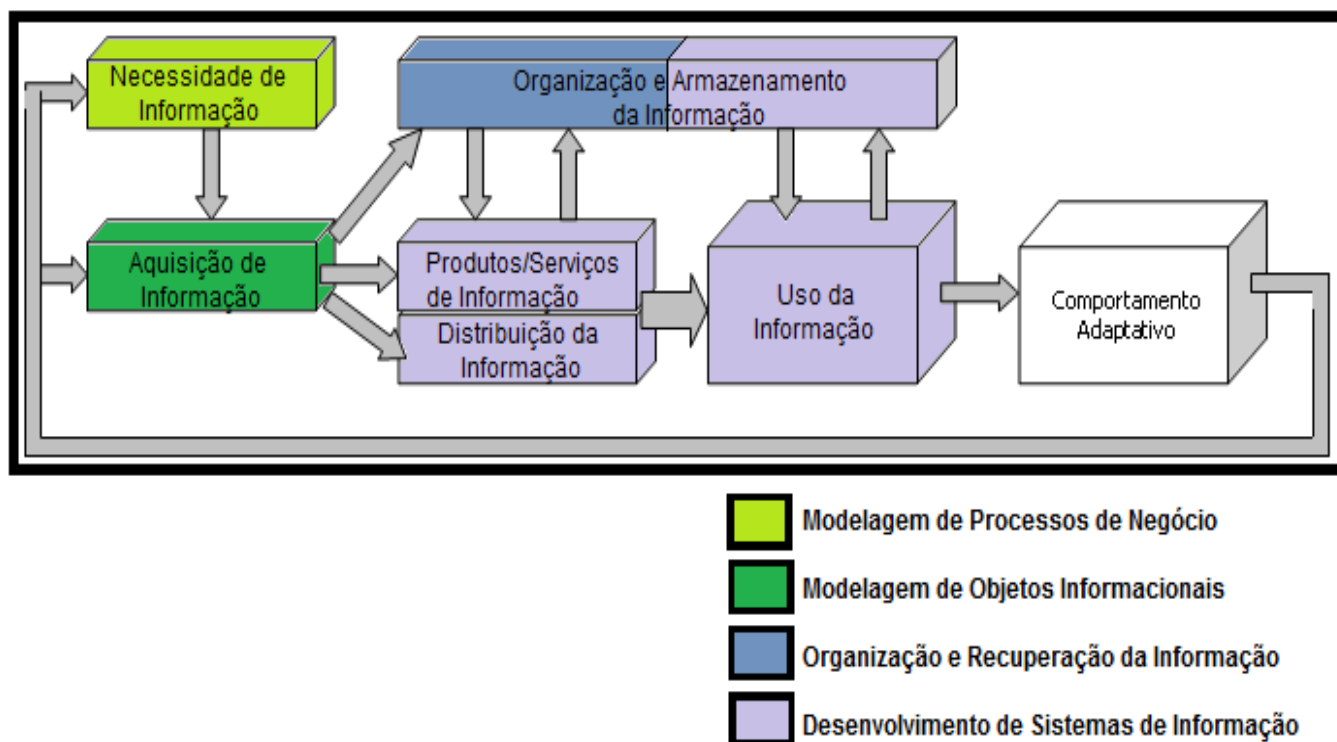 Necessidade de
Informação
Organização e Armazenamento
da Informação
Aquisição de
Informação
Produtos/Serviços
de Informação
Distribuição da
Informação
Uso da
Informação
Comportamento
Adaptativo
Modelagem de Processos de Negócio
Modelagem de Objetos Informacionais
Organização e Recuperação da Informação
Desenvolvimento de Sistemas de Informação